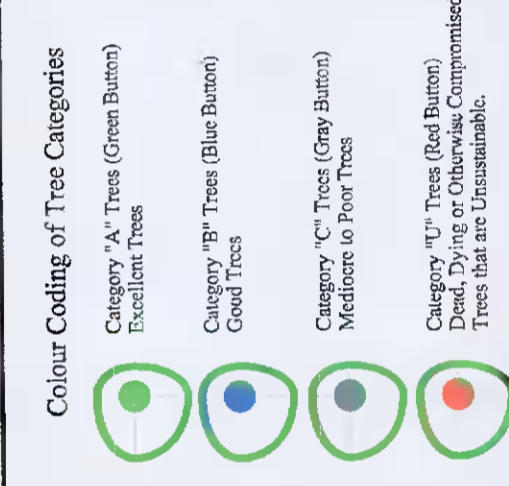 Colour Coding of Tree Categories
Category "A" Trees (Green Button)
Excellent Trees
Category "B" Trees (Blue Button)
Good Trees
Category "C" Trees (Gray Button)
Mediocre to Poor Trees
Category "U" Trees (Red Button)
Dead, Dying or Otherwise Compromised
Trees that are Unsustainable.